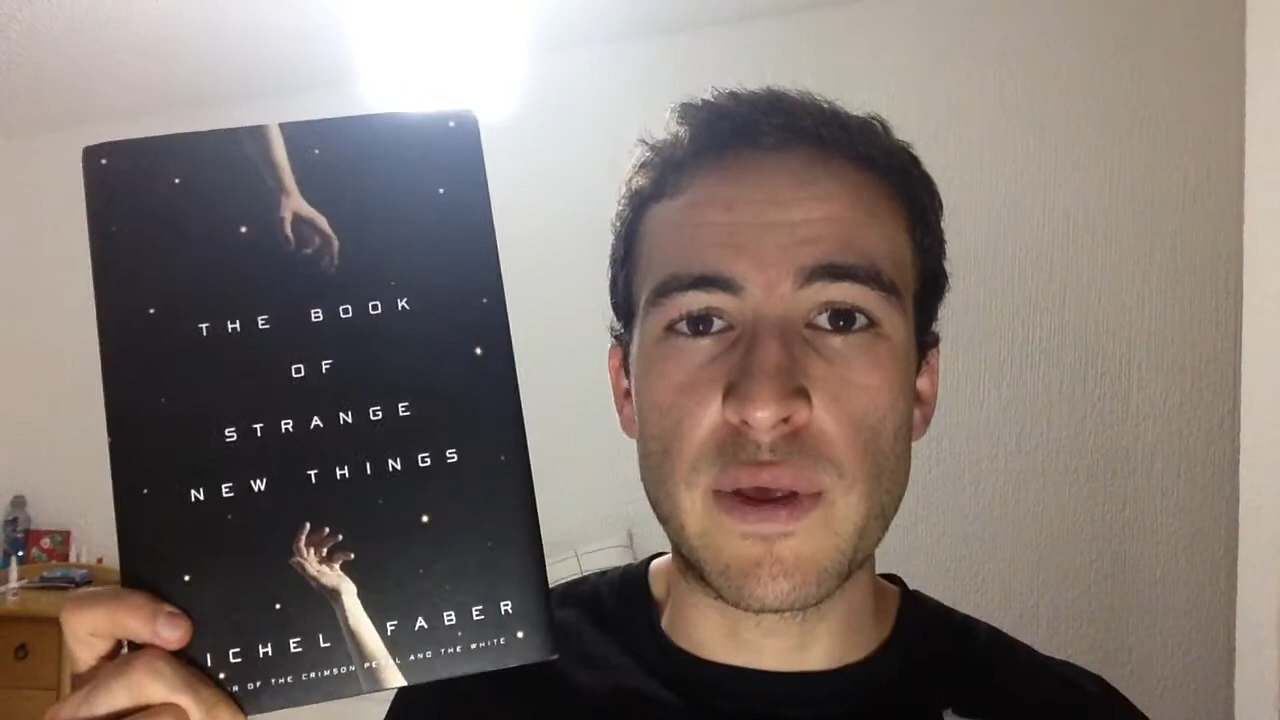 THE BOOK
OF
STRANGE
NEW THINGS
ICHEL FABER
R OF THE CRIMSON PETAL AND THE WHITE